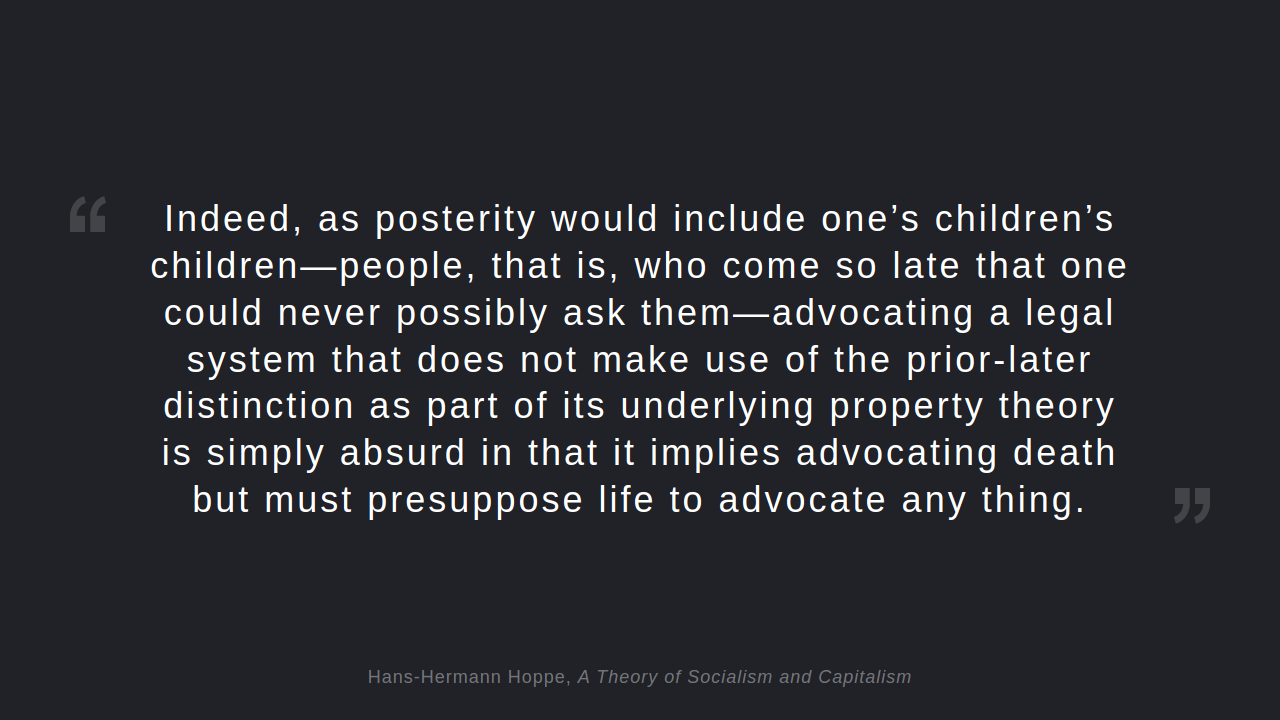 “
Indeed, as posterity would include one’s children’s
children—people, that is, who come so late that one
could never possibly ask them—advocating a legal
system that does not make use of the prior-later
distinction as part of its underlying property theory
is simply absurd in that it implies advocating death
but must presuppose life to advocate any thing.
”
Hans-Hermann Hoppe, A Theory of Socialism and Capitalism